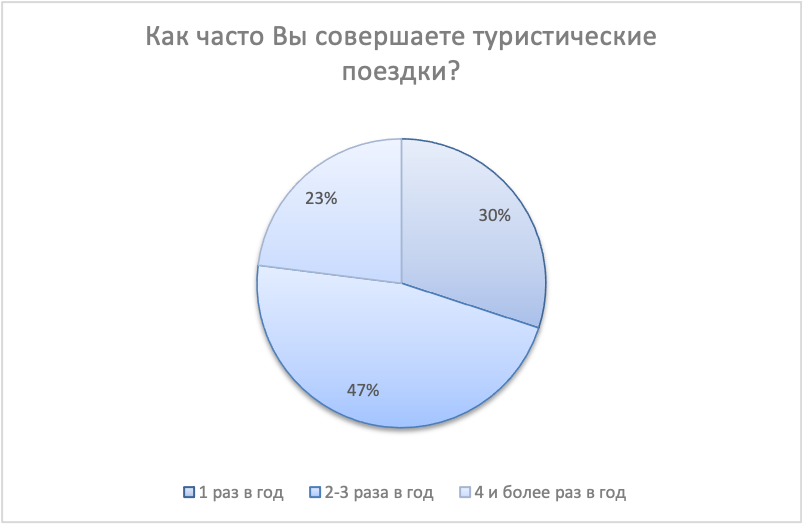 Как часто Вы совершаете туристические
поездки?
23%
30%
47%
1 раз в год 2-3 раза в год 4 и более раз в год